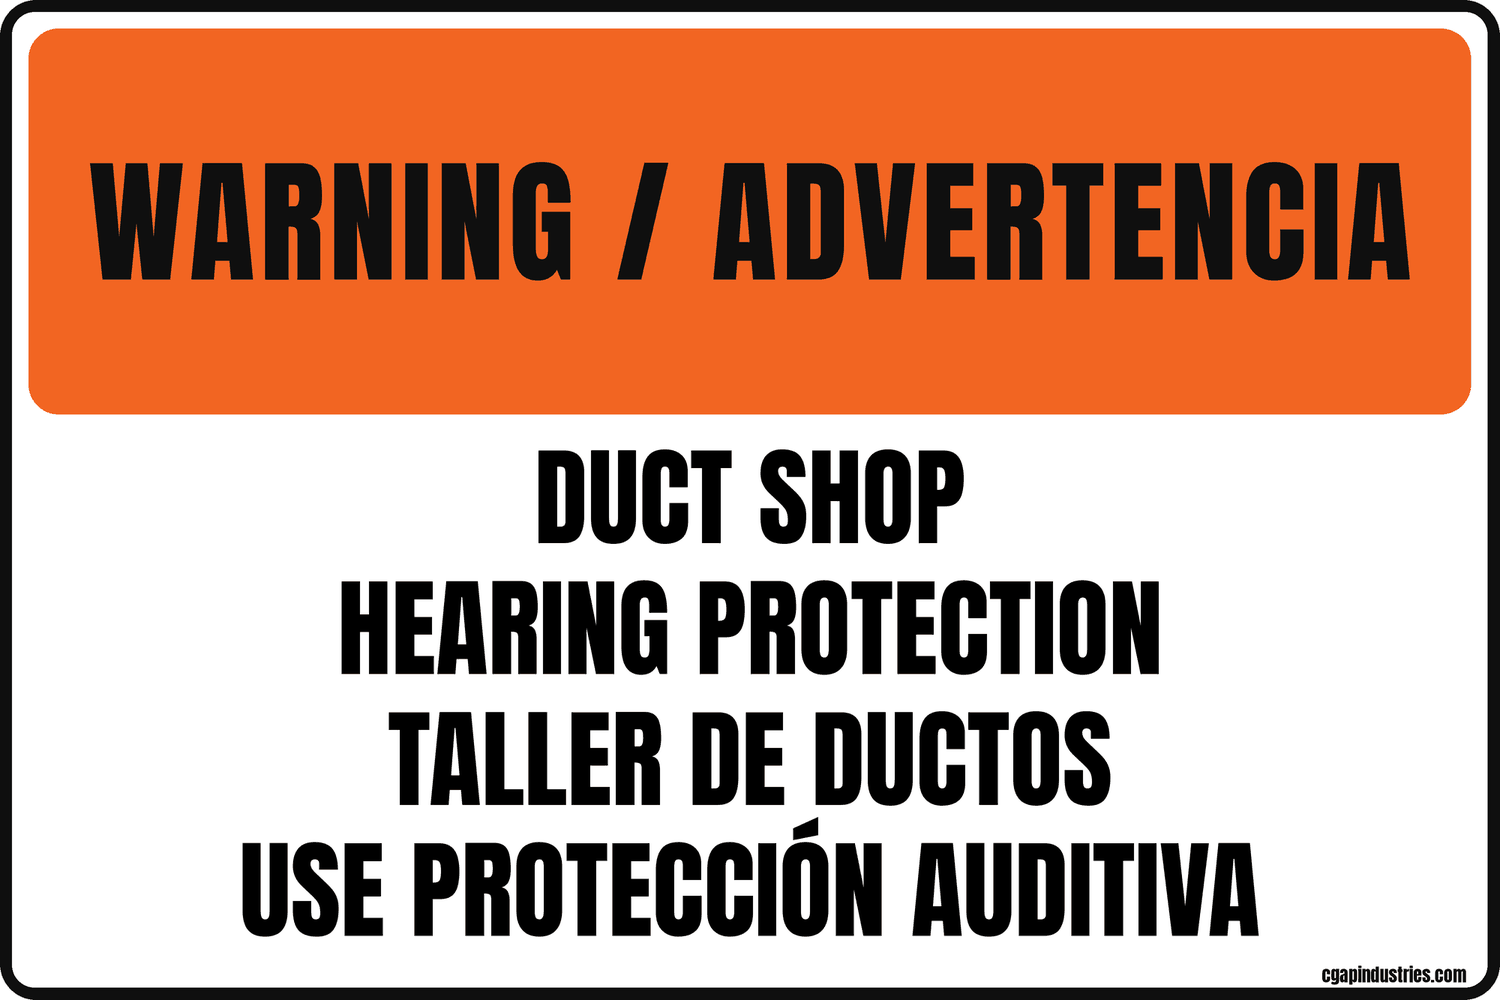 WARNING / ADVERTENCIA
DUCT SHOP
HEARING PROTECTION
TALLER DE DUCTOS
USE PROTECCIÓN AUDITIVA
cgapindustries.com